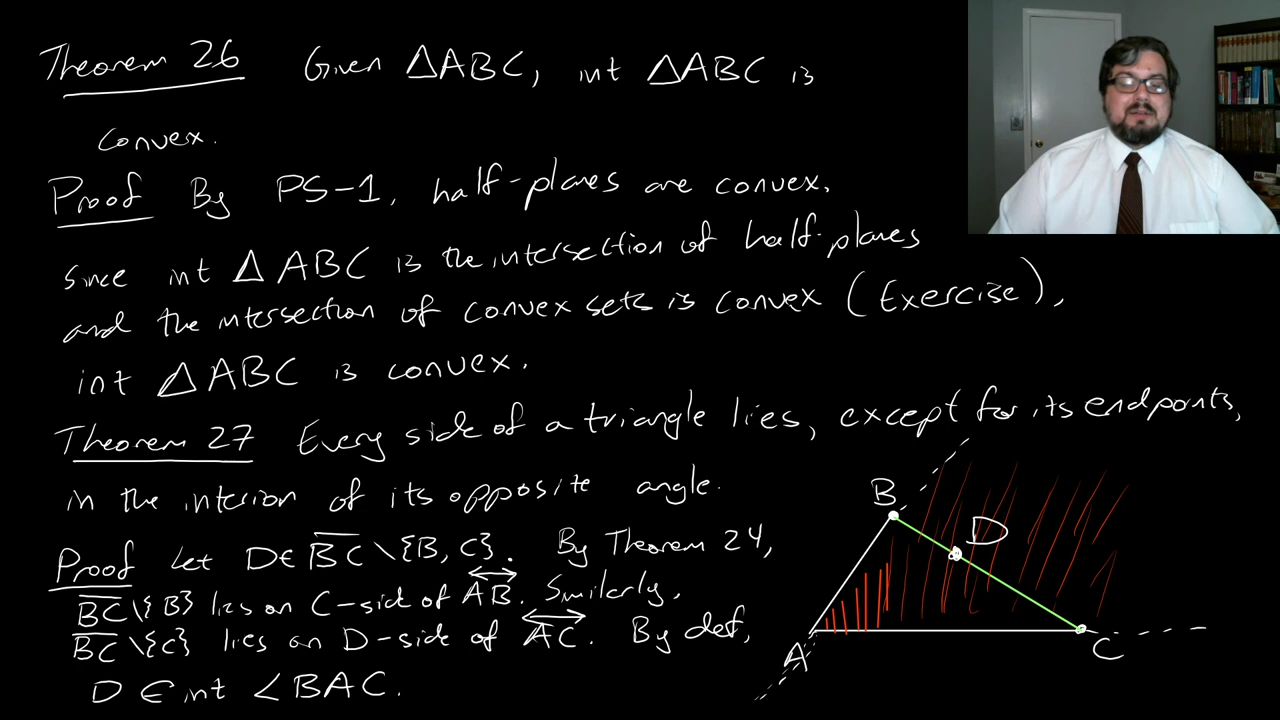 Theorem 26 Given △ABC, int △ABC is
convex.
Proof By PS-1, half-planes are convex.
Since int △ABC is the intersection of half-planes
and the intersection of convex sets is convex (Exercise),
int △ABC is convex.
Theorem 27 Every side of a triangle lies, except for its endpoints,
in the interior of its opposite angle.
Proof Let D∈B̅C̅\{B,C}. By Theorem 24,
B̅C̅\{B} lies on C-side of A⃡B⃡. Similarly,
B̅C̅\{C} lies on D-side of A⃡C⃡. By def,
D∈int ∠BAC.
B
D
A
C